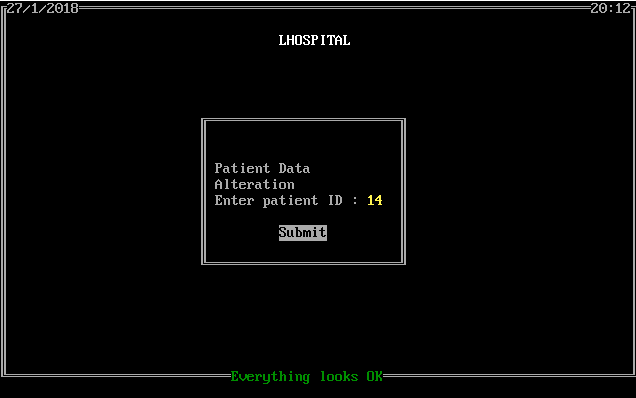 27/1/2018 20:12
LHOSPITAL
Patient Data
Alteration
Enter patient ID : 14
Submit
Everything looks OK